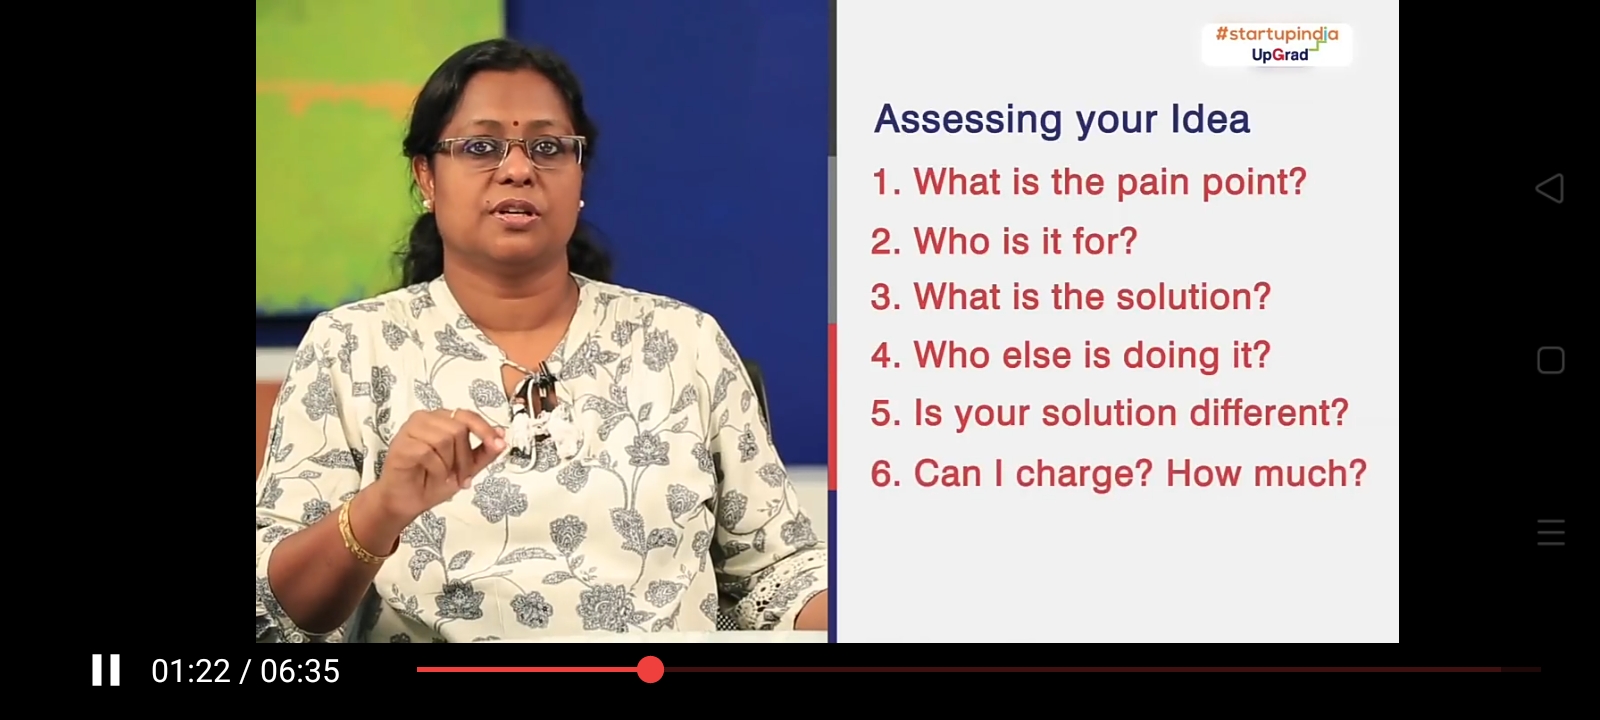 #startupindia
UpGrad
Assessing your Idea
1. What is the pain point?
2. Who is it for?
3. What is the solution?
4. Who else is doing it?
5. Is your solution different?
6. Can I charge? How much?
01:22 / 06:35